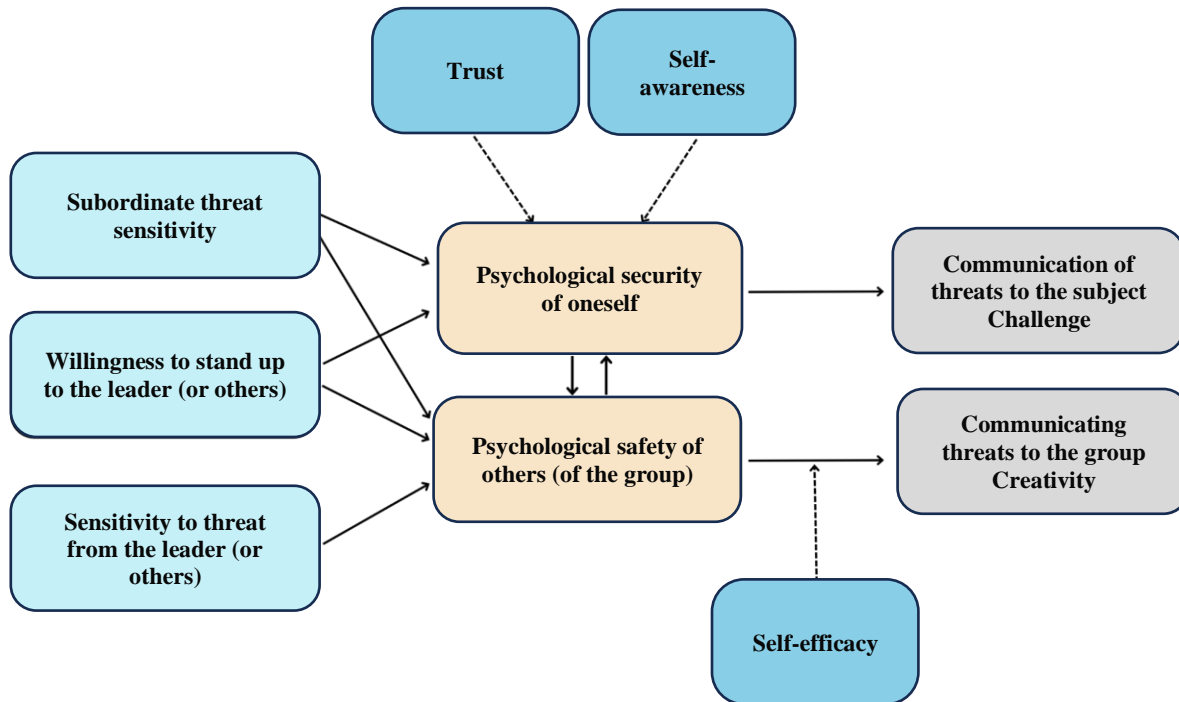 Trust
Self-
awareness
Subordinate threat
sensitivity
Psychological security
of oneself
Communication of
threats to the subject
Challenge
Willingness to stand up
to the leader (or others)
Psychological safety of
others (of the group)
Communicating
threats to the group
Creativity
Sensitivity to threat
from the leader (or
others)
Self-efficacy